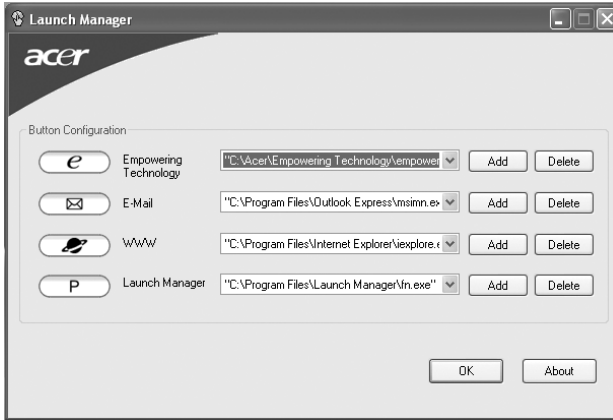 Launch Manager
acer
Button Configuration
e Empowering Technology "C:\Acer\Empowering Technology\empower Add Delete
E-Mail "C:\Program Files\Outlook Express\msimn.ex Add Delete
WWW "C:\Program Files\Internet Explorer\iexplore.e Add Delete
P Launch Manager "C:\Program Files\Launch Manager\fn.exe" Add Delete
OK About